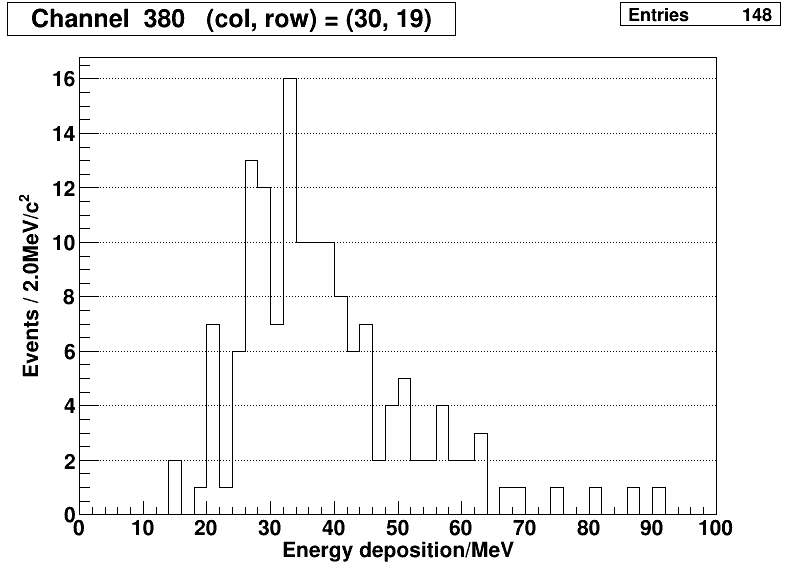 Channel 380 (col, row) = (30, 19)
Entries 148
Events / 2.0MeV/c²
16
14
12
10
8
6
4
2
0
0 10 20 30 40 50 60 70 80 90 100
Energy deposition/MeV